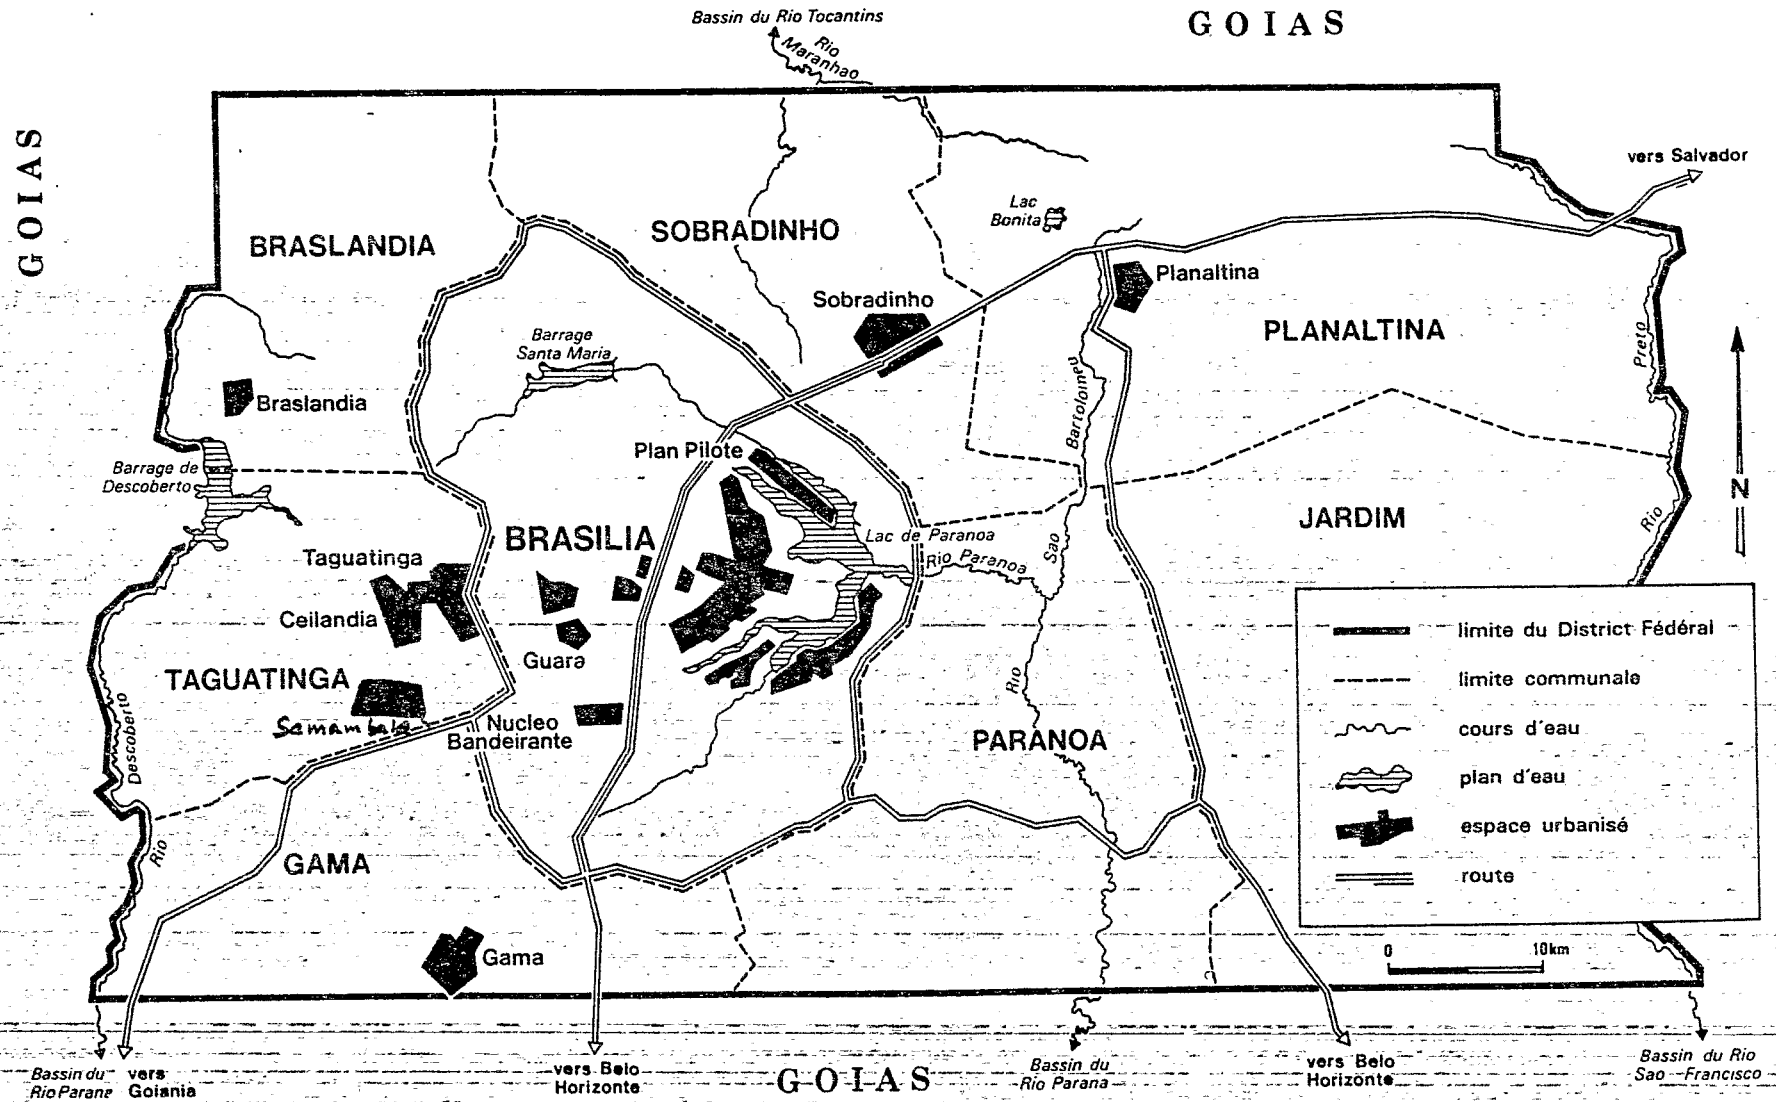 Bassin du Rio Tocantins
GOIAS
Rio
Maranhao
GOIAS
vers Salvador
Lac
Bonita
BRASLANDIA
SOBRADINHO
Planaltina
Sobradinho
PLANALTINA
Barrage
Santa Maria
Preto
Braslandia
Bartolomeu
Plan Pilote
Barrage de
Descoberto
N
BRASILIA
JARDIM
Rio
Lac de Paranoa
Sao
Rio Paranoa
Taguatinga
Ceilandia
Guara
TAGUATINGA
Rio
Samambala
Nucleo
Bandeirante
Descoberto
PARANOA
limite du District Fédéral
limite communale
cours d'eau
plan d'eau
espace urbanisé
route
Rio
GAMA
Gama
0 10km
Bassin du
Rio Parane
vers
Goiania
vers Belo
Horizonte
GOIAS
Bassin du
Rio Parana
vers Belo
Horizonte
Bassin du Rio
Sao Francisco